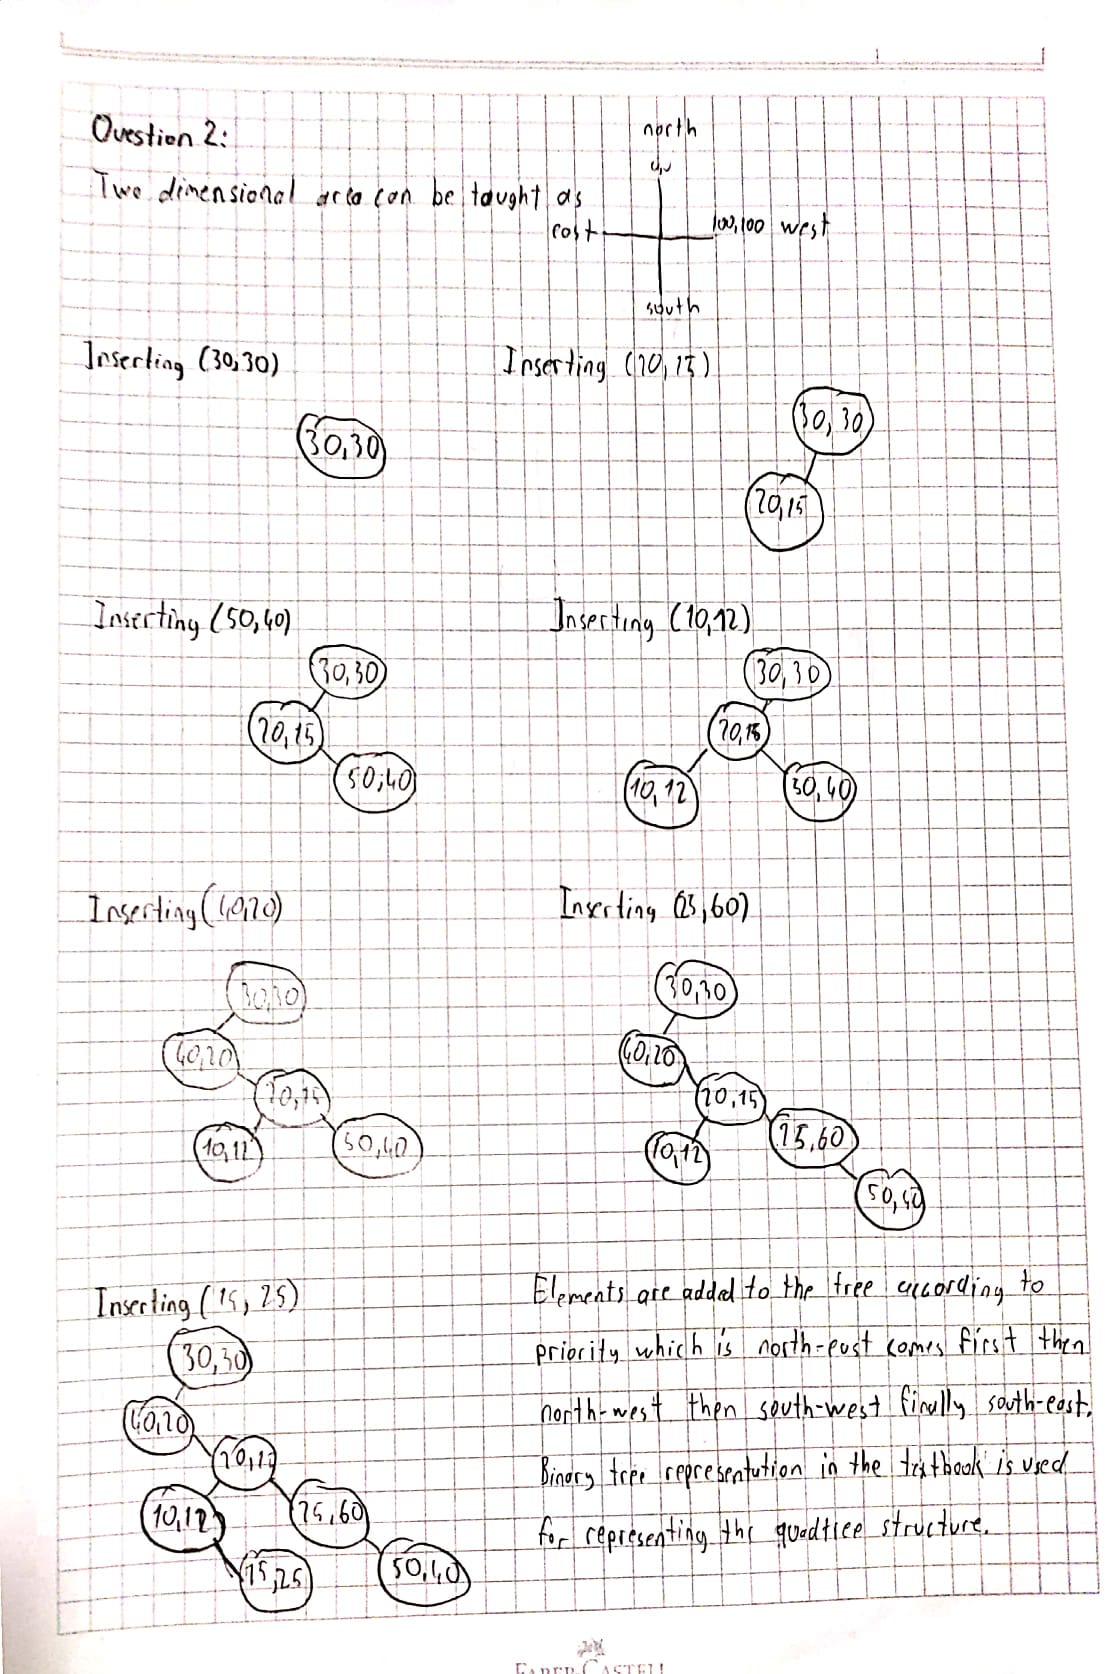 Question 2:
north
0,0
Two dimensional area can be taught as
east
100,100 west
south
Inserting (30,30)
Inserting (20,15)
30,30
30,30
20,15
Inserting (50,40)
Inserting (10,12)
30,30
20,15
50,40
30,30
20,15
10,12
50,40
Inserting (40,20)
Inserting (25,60)
30,30
40,20
20,15
10,12
50,40
30,30
40,20
20,15
10,12
25,60
50,40
Inserting (15,25)
30,30
40,20
20,15
10,12
25,60
15,25
50,40
Elements are added to the tree according to
priority which is north-east comes first then
north-west then south-west finally south-east.
Binary tree representation in the textbook is used
for representing the quadtree structure.
FABER-CASTELL